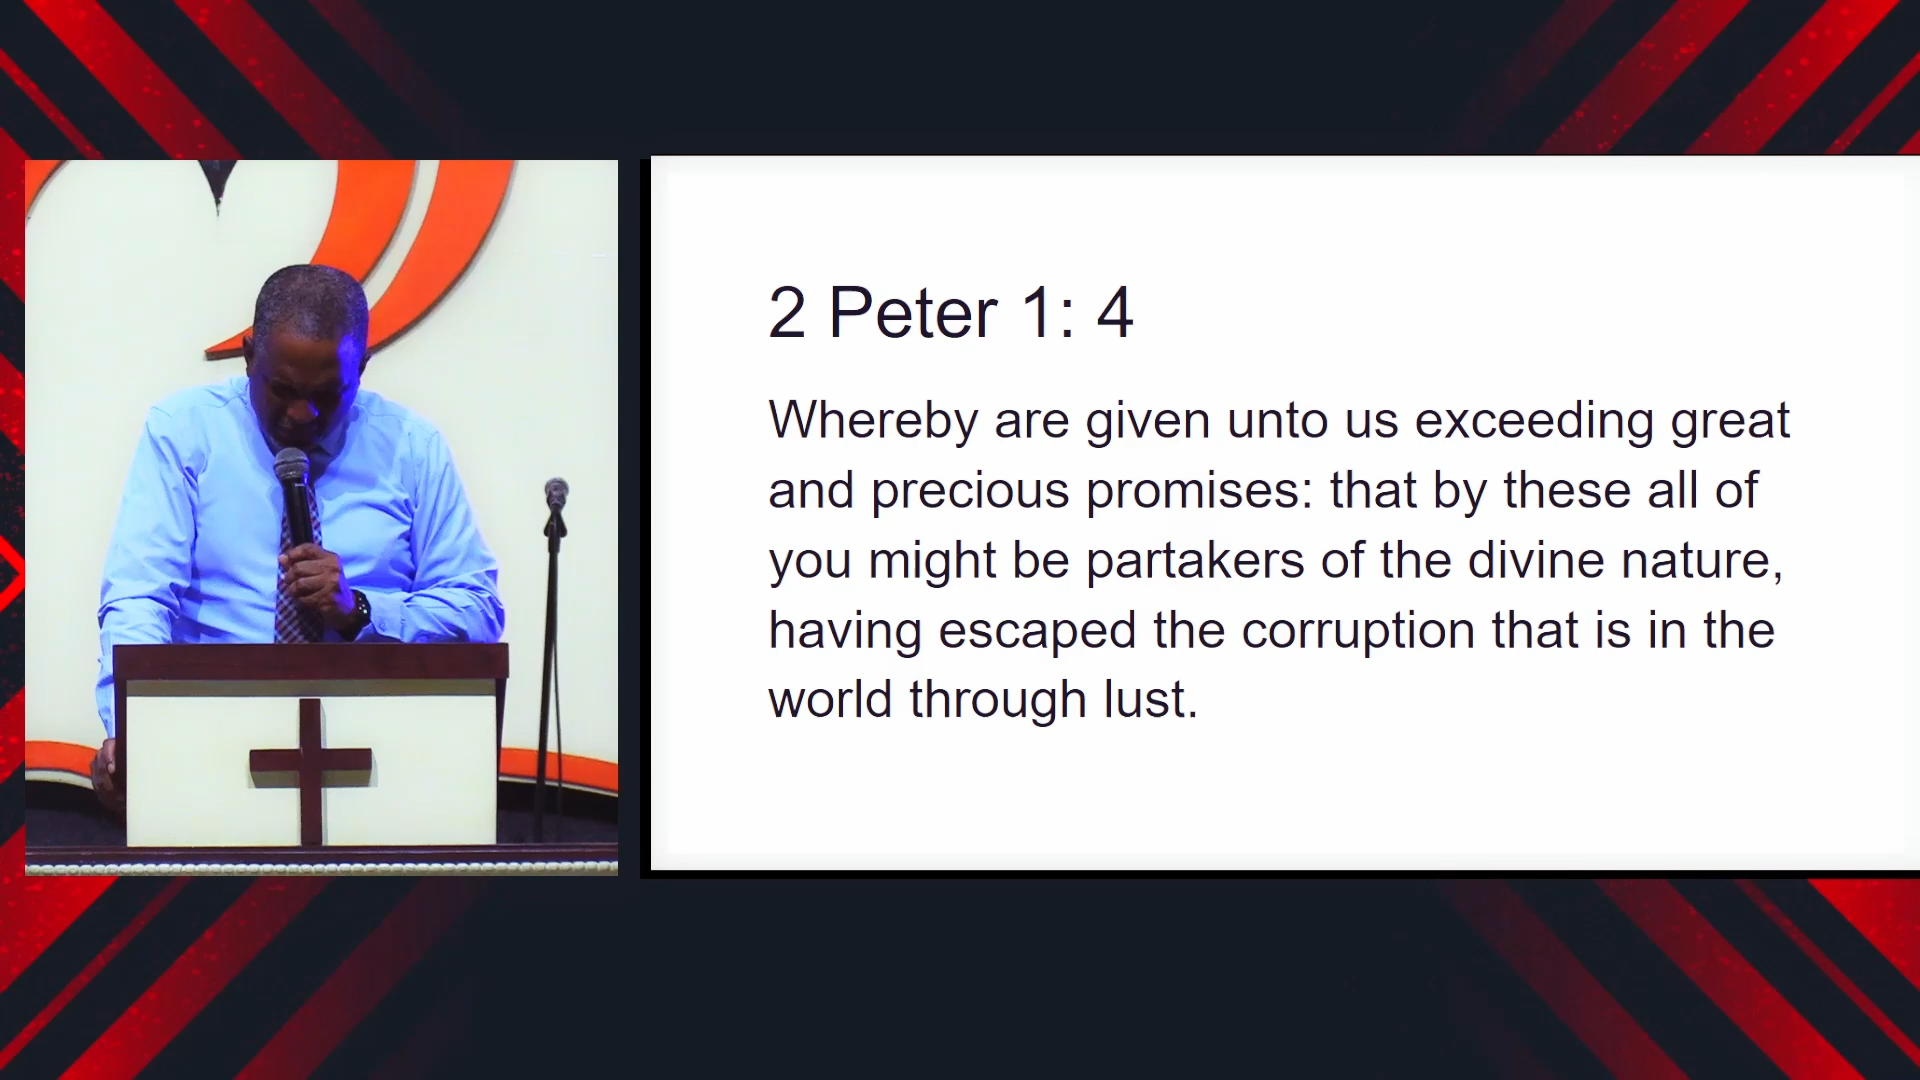 2 Peter 1: 4
Whereby are given unto us exceeding great
and precious promises: that by these all of
you might be partakers of the divine nature,
having escaped the corruption that is in the
world through lust.